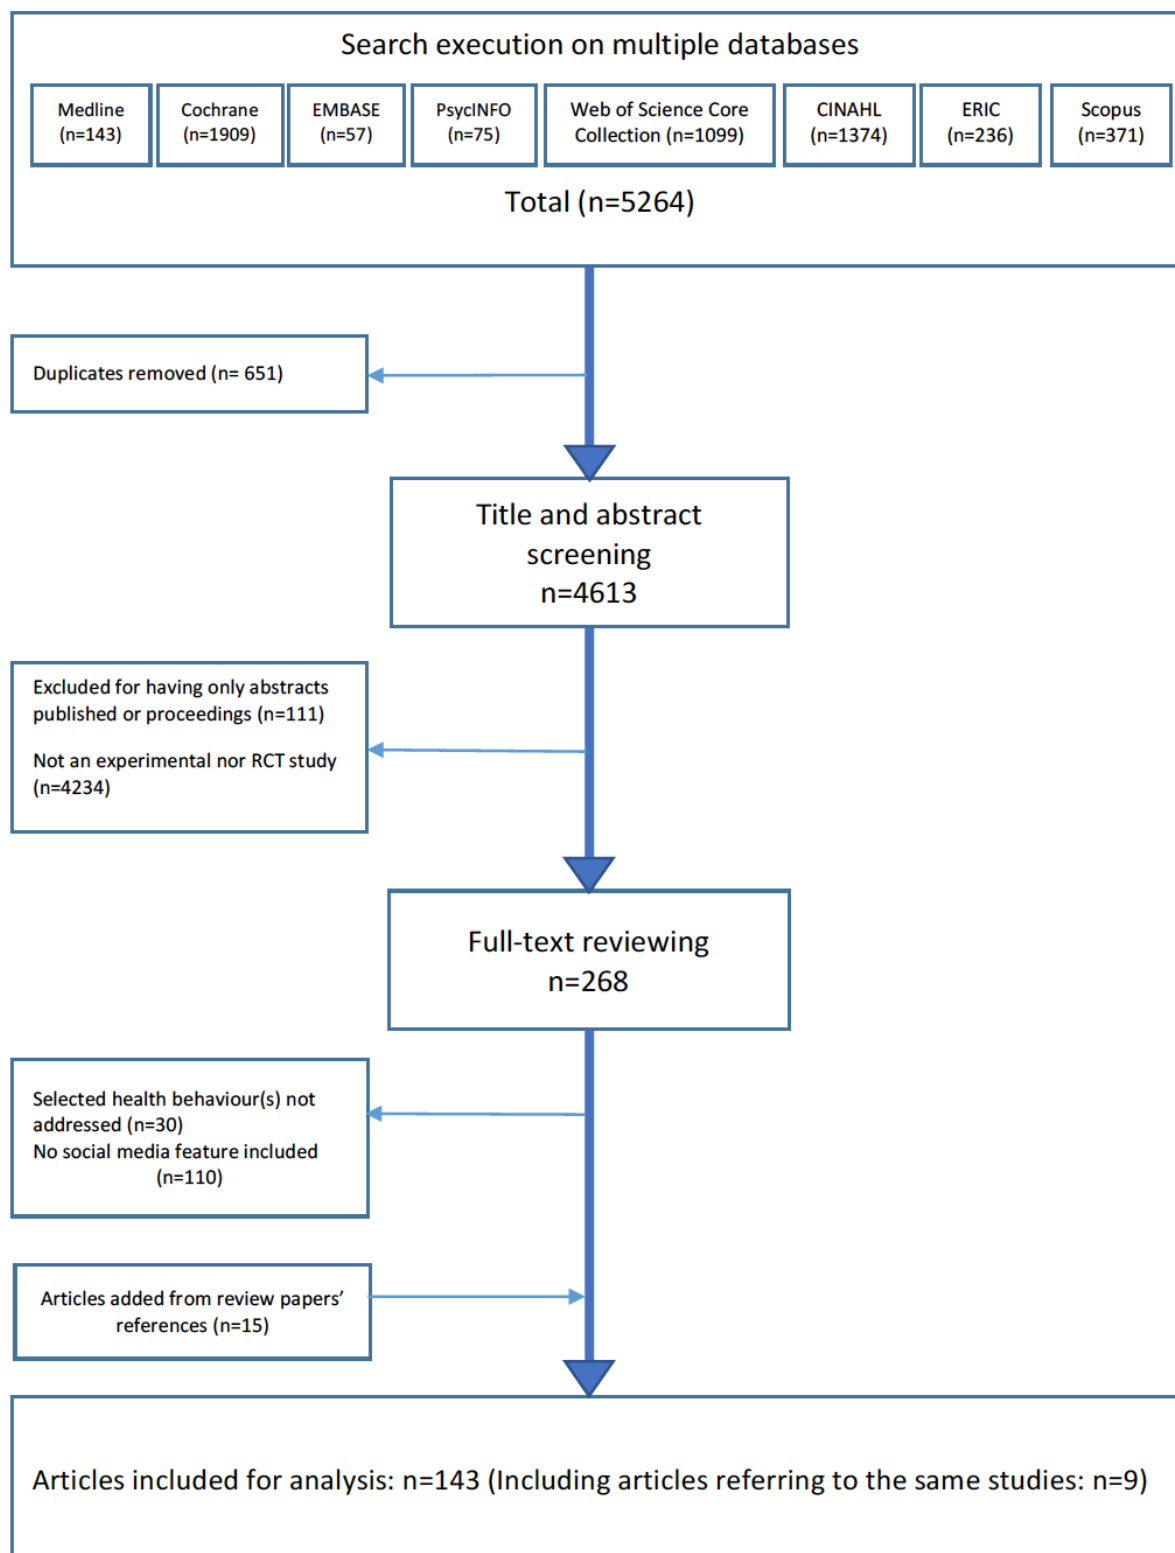 Search execution on multiple databases
Medline
(n=143)
Cochrane
(n=1909)
EMBASE
(n=57)
PsycINFO
(n=75)
Web of Science Core
Collection (n=1099)
CINAHL
(n=1374)
ERIC
(n=236)
Scopus
(n=371)
Total (n=5264)
Duplicates removed (n= 651)
Title and abstract
screening
n=4613
Excluded for having only abstracts
published or proceedings (n=111)
Not an experimental nor RCT study
(n=4234)
Full-text reviewing
n=268
Selected health behaviour(s) not
addressed (n=30)
No social media feature included
(n=110)
Articles added from review papers’
references (n=15)
Articles included for analysis: n=143 (Including articles referring to the same studies: n=9)